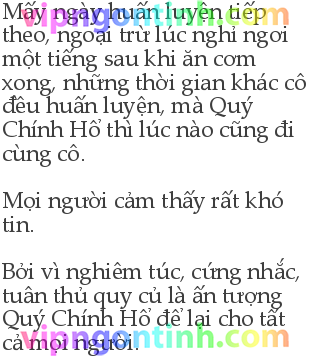 Mấy ngày huấn luyện tiếp
theo, ngoại trừ lúc nghỉ ngơi
một tiếng sau khi ăn cơm
xong, những thời gian khác cô
đều huấn luyện, mà Quý
Chính Hổ thì lúc nào cũng đi
cùng cô.
Mọi người cảm thấy rất khó
tin.
Bởi vì nghiêm túc, cứng nhắc,
tuân thủ quy củ là ấn tượng
Quý Chính Hổ để lại cho tất
cả mọi người.
vipngontinh.com
vipngontinh.com